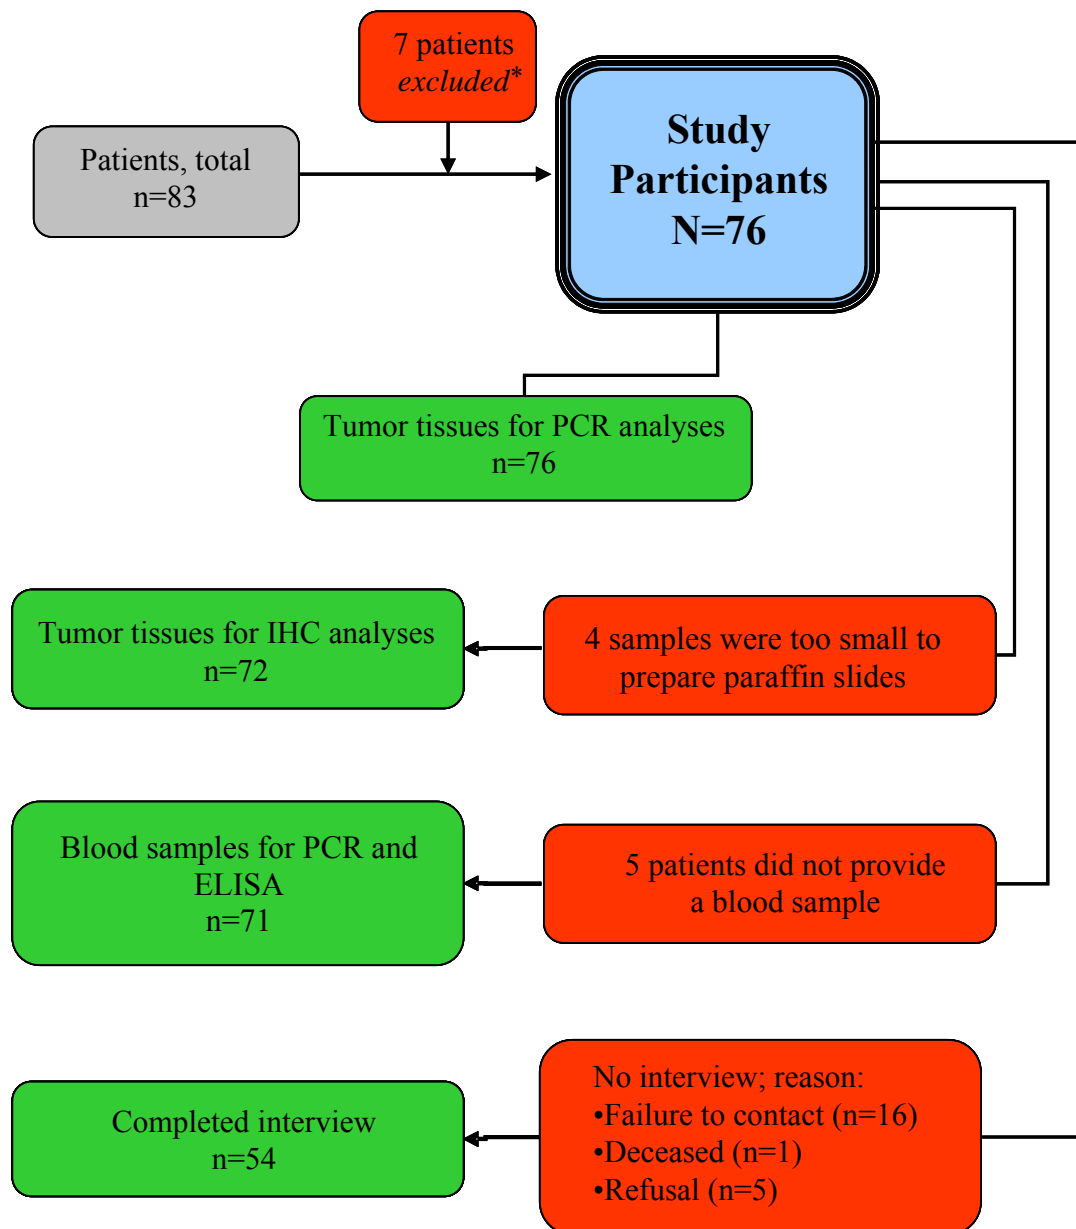 7 patients
excluded*
Patients, total
n=83
Study
Participants
N=76
Tumor tissues for PCR analyses
n=76
Tumor tissues for IHC analyses
n=72
4 samples were too small to
prepare paraffin slides
Blood samples for PCR and
ELISA
n=71
5 patients did not provide
a blood sample
Completed interview
n=54
No interview; reason:
•Failure to contact (n=16)
•Deceased (n=1)
•Refusal (n=5)